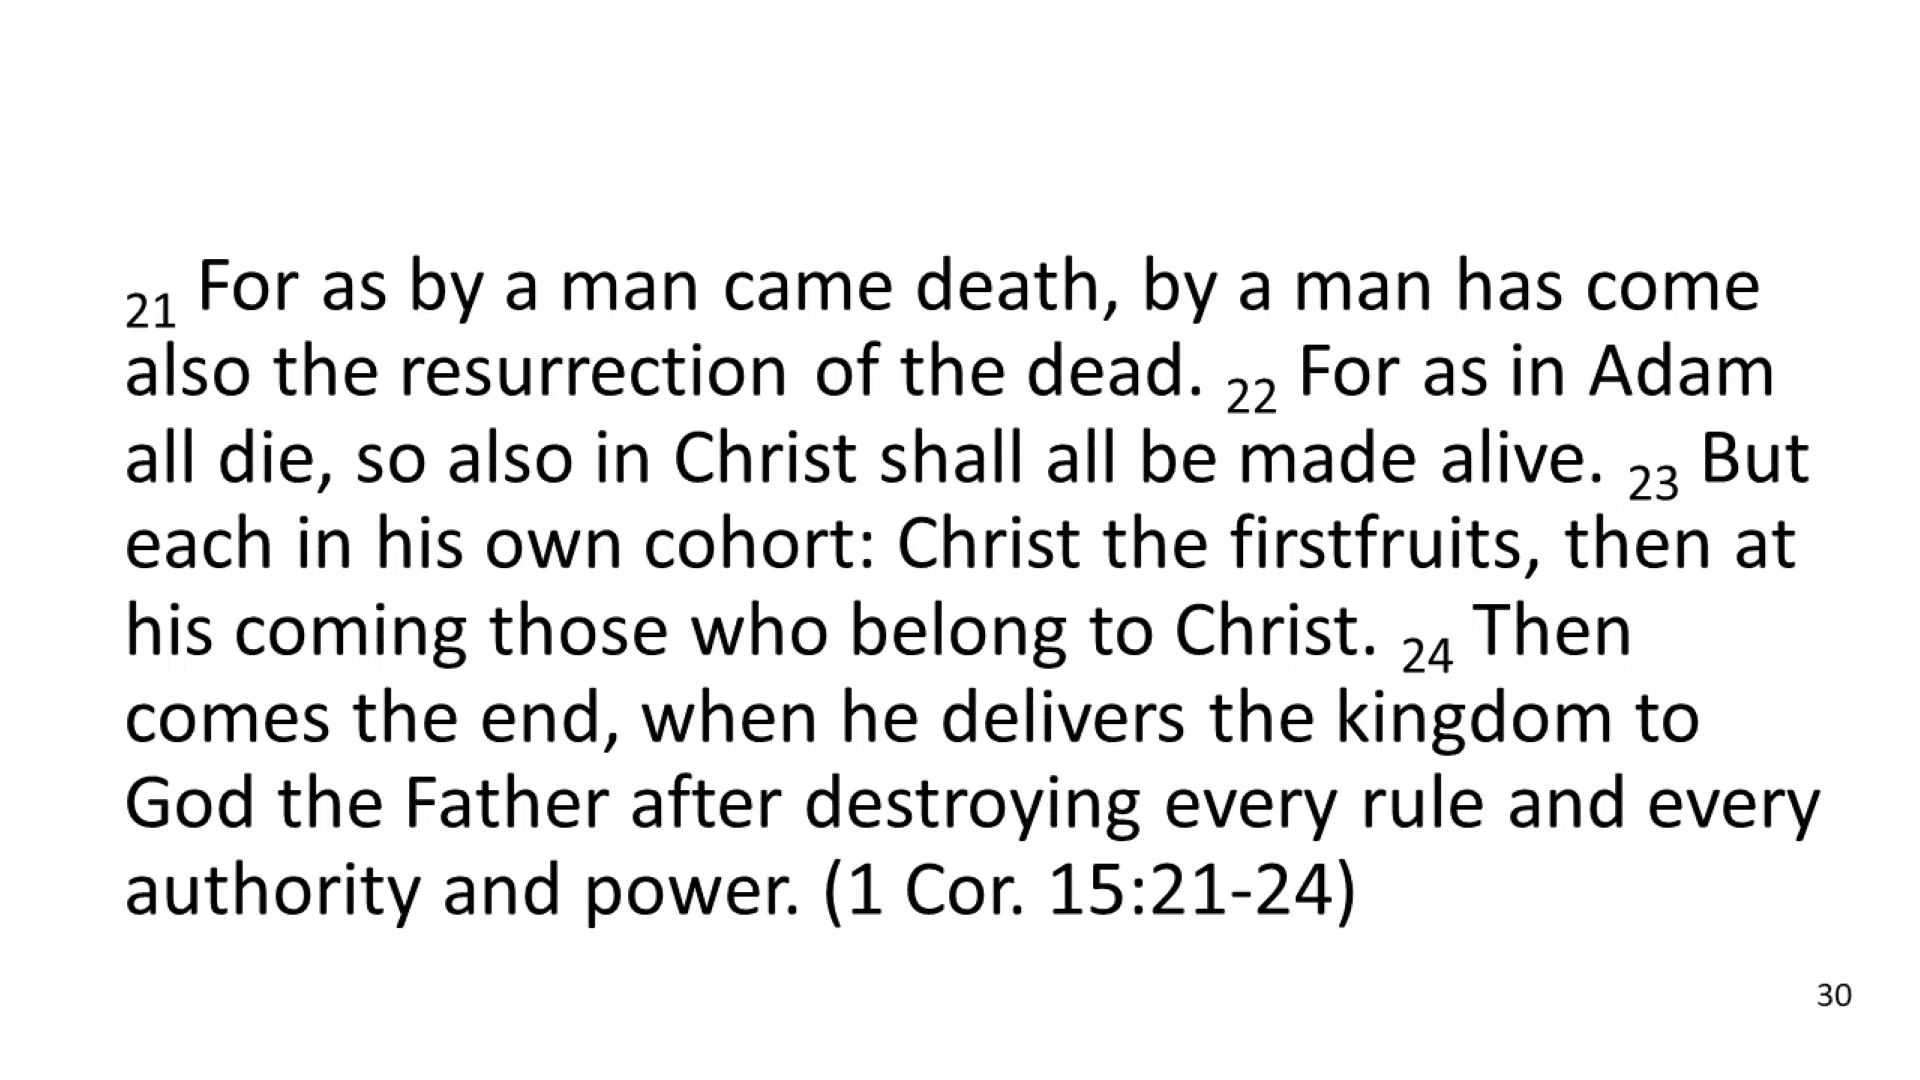 21 For as by a man came death, by a man has come
also the resurrection of the dead. 22 For as in Adam
all die, so also in Christ shall all be made alive. 23 But
each in his own cohort: Christ the firstfruits, then at
his coming those who belong to Christ. 24 Then
comes the end, when he delivers the kingdom to
God the Father after destroying every rule and every
authority and power. (1 Cor. 15:21-24)
30